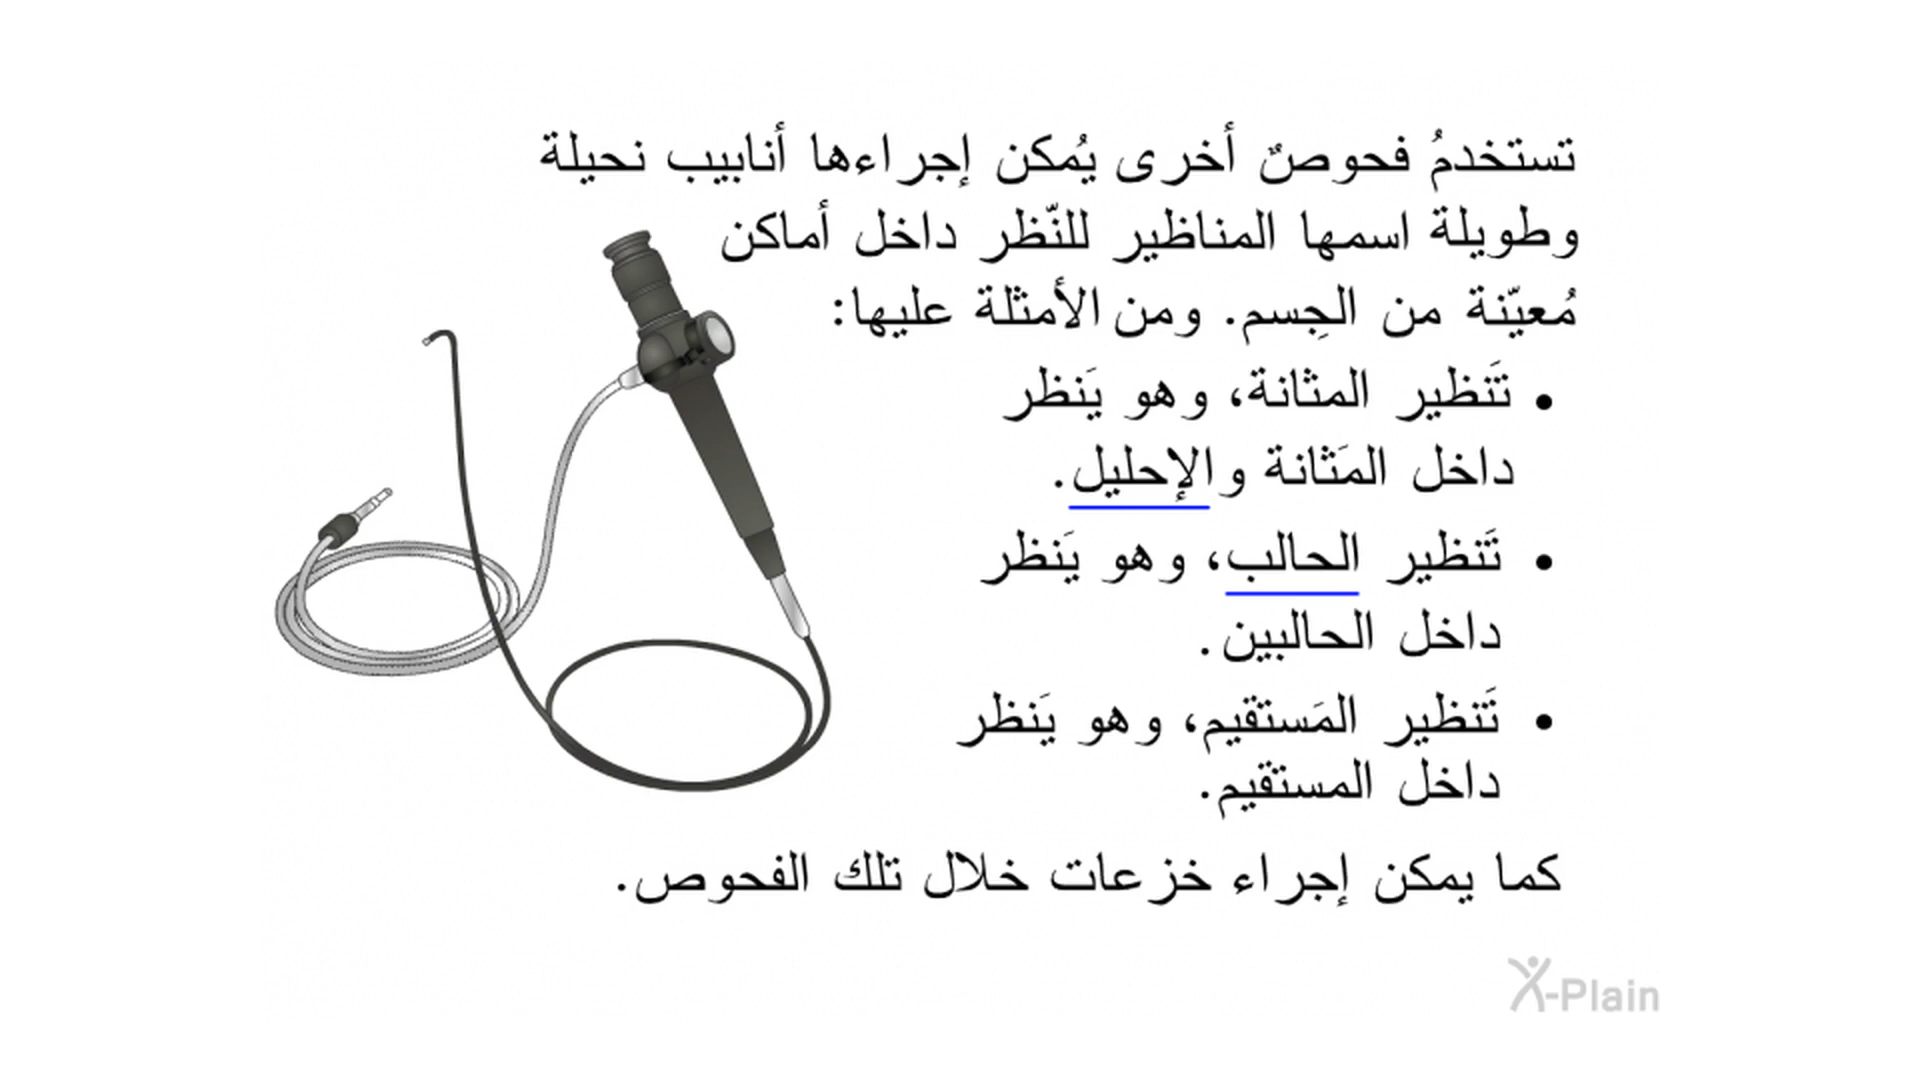 تستخدمُ فحوصٌ أخرى يُمكن إجراءها أنابيب نحيلة
وطويلة اسمها المناظير للنّظر داخل أماكن
مُعيّنة من الجِسم. ومن الأمثلة عليها:
• تَنظير المثانة، وهو يَنظر
داخل المَثانة والإحليل.
• تَنظير الحالب، وهو يَنظر
داخل الحالبين.
• تَنظير المَستقيم، وهو يَنظر
داخل المستقيم.
كما يمكن إجراء خزعات خلال تلك الفحوص.
X-Plain